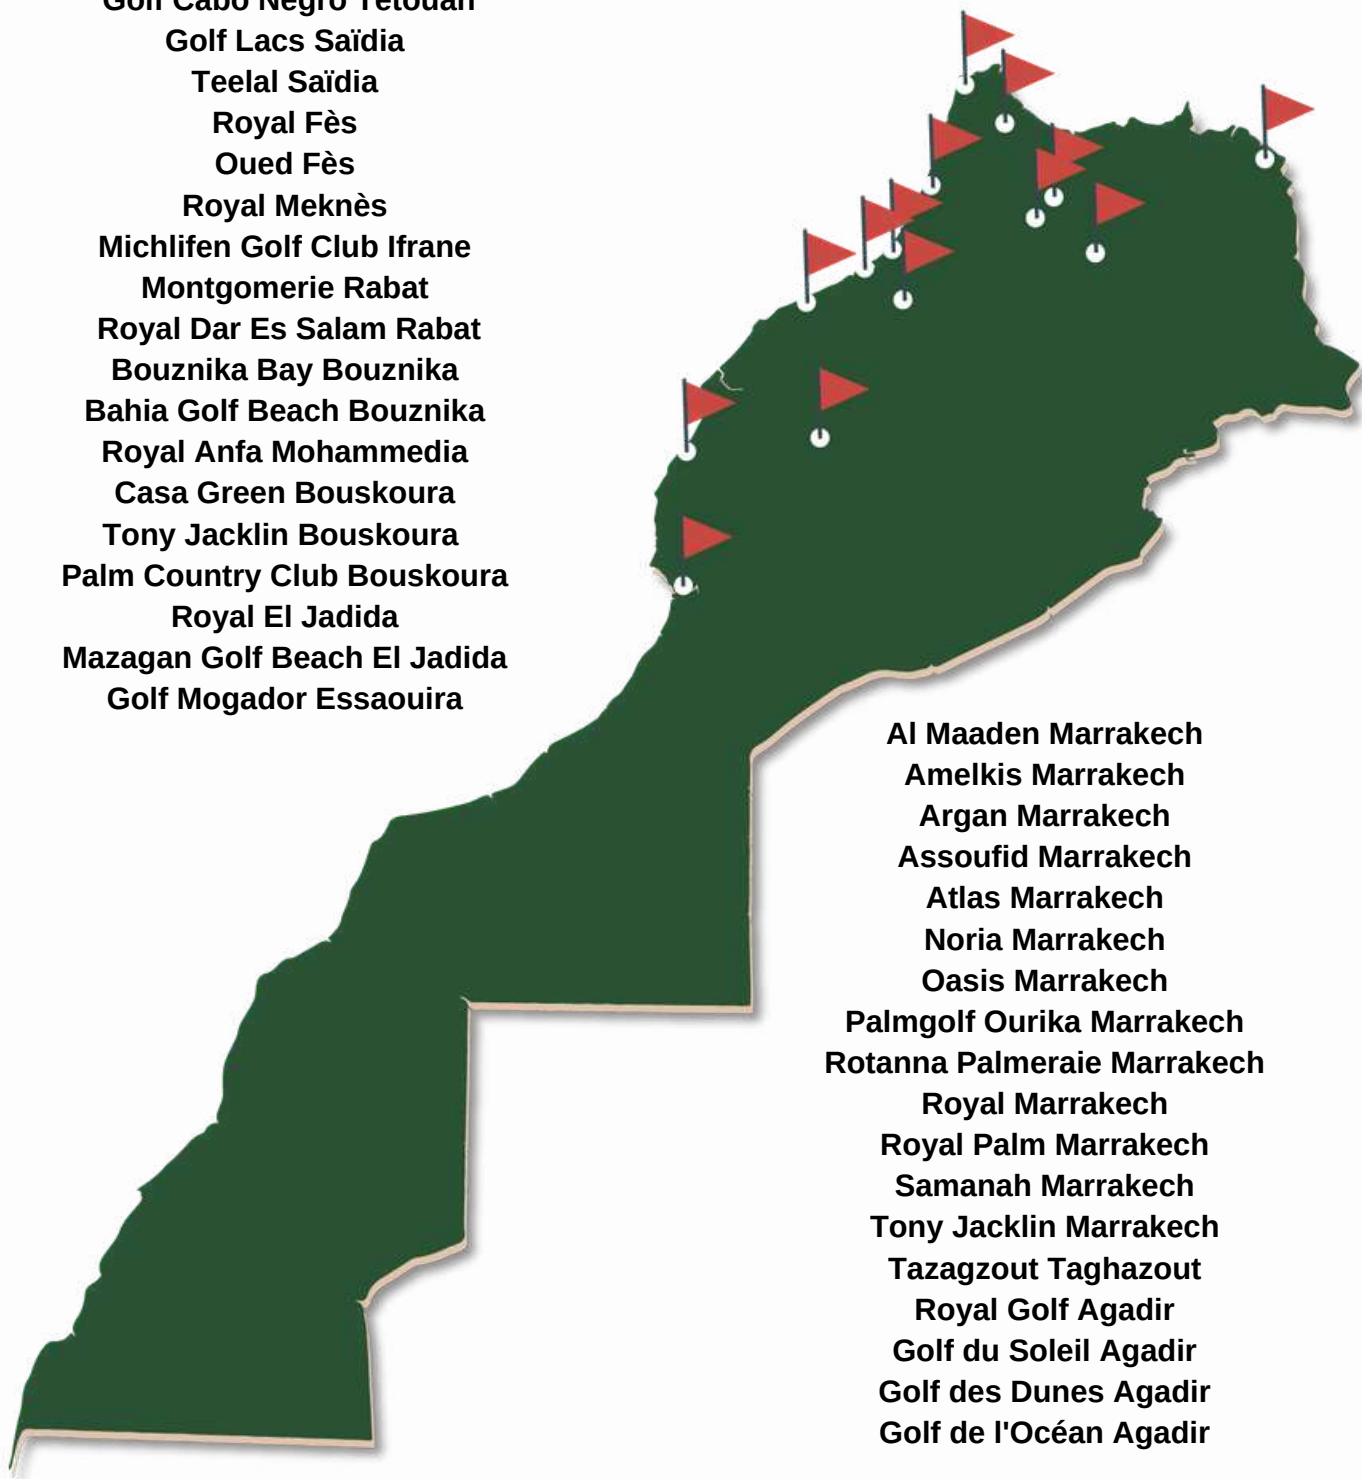 Golf Cabo Negro Tetouan
Golf Lacs Saïdia
Teelal Saïdia
Royal Fès
Oued Fès
Royal Meknès
Michlifen Golf Club Ifrane
Montgomerie Rabat
Royal Dar Es Salam Rabat
Bouznika Bay Bouznika
Bahia Golf Beach Bouznika
Royal Anfa Mohammedia
Casa Green Bouskoura
Tony Jacklin Bouskoura
Palm Country Club Bouskoura
Royal El Jadida
Mazagan Golf Beach El Jadida
Golf Mogador Essaouira
Al Maaden Marrakech
Amelkis Marrakech
Argan Marrakech
Assoufid Marrakech
Atlas Marrakech
Noria Marrakech
Oasis Marrakech
Palmgolf Ourika Marrakech
Rotanna Palmeraie Marrakech
Royal Marrakech
Royal Palm Marrakech
Samanah Marrakech
Tony Jacklin Marrakech
Tazagzout Taghazout
Royal Golf Agadir
Golf du Soleil Agadir
Golf des Dunes Agadir
Golf de l'Océan Agadir